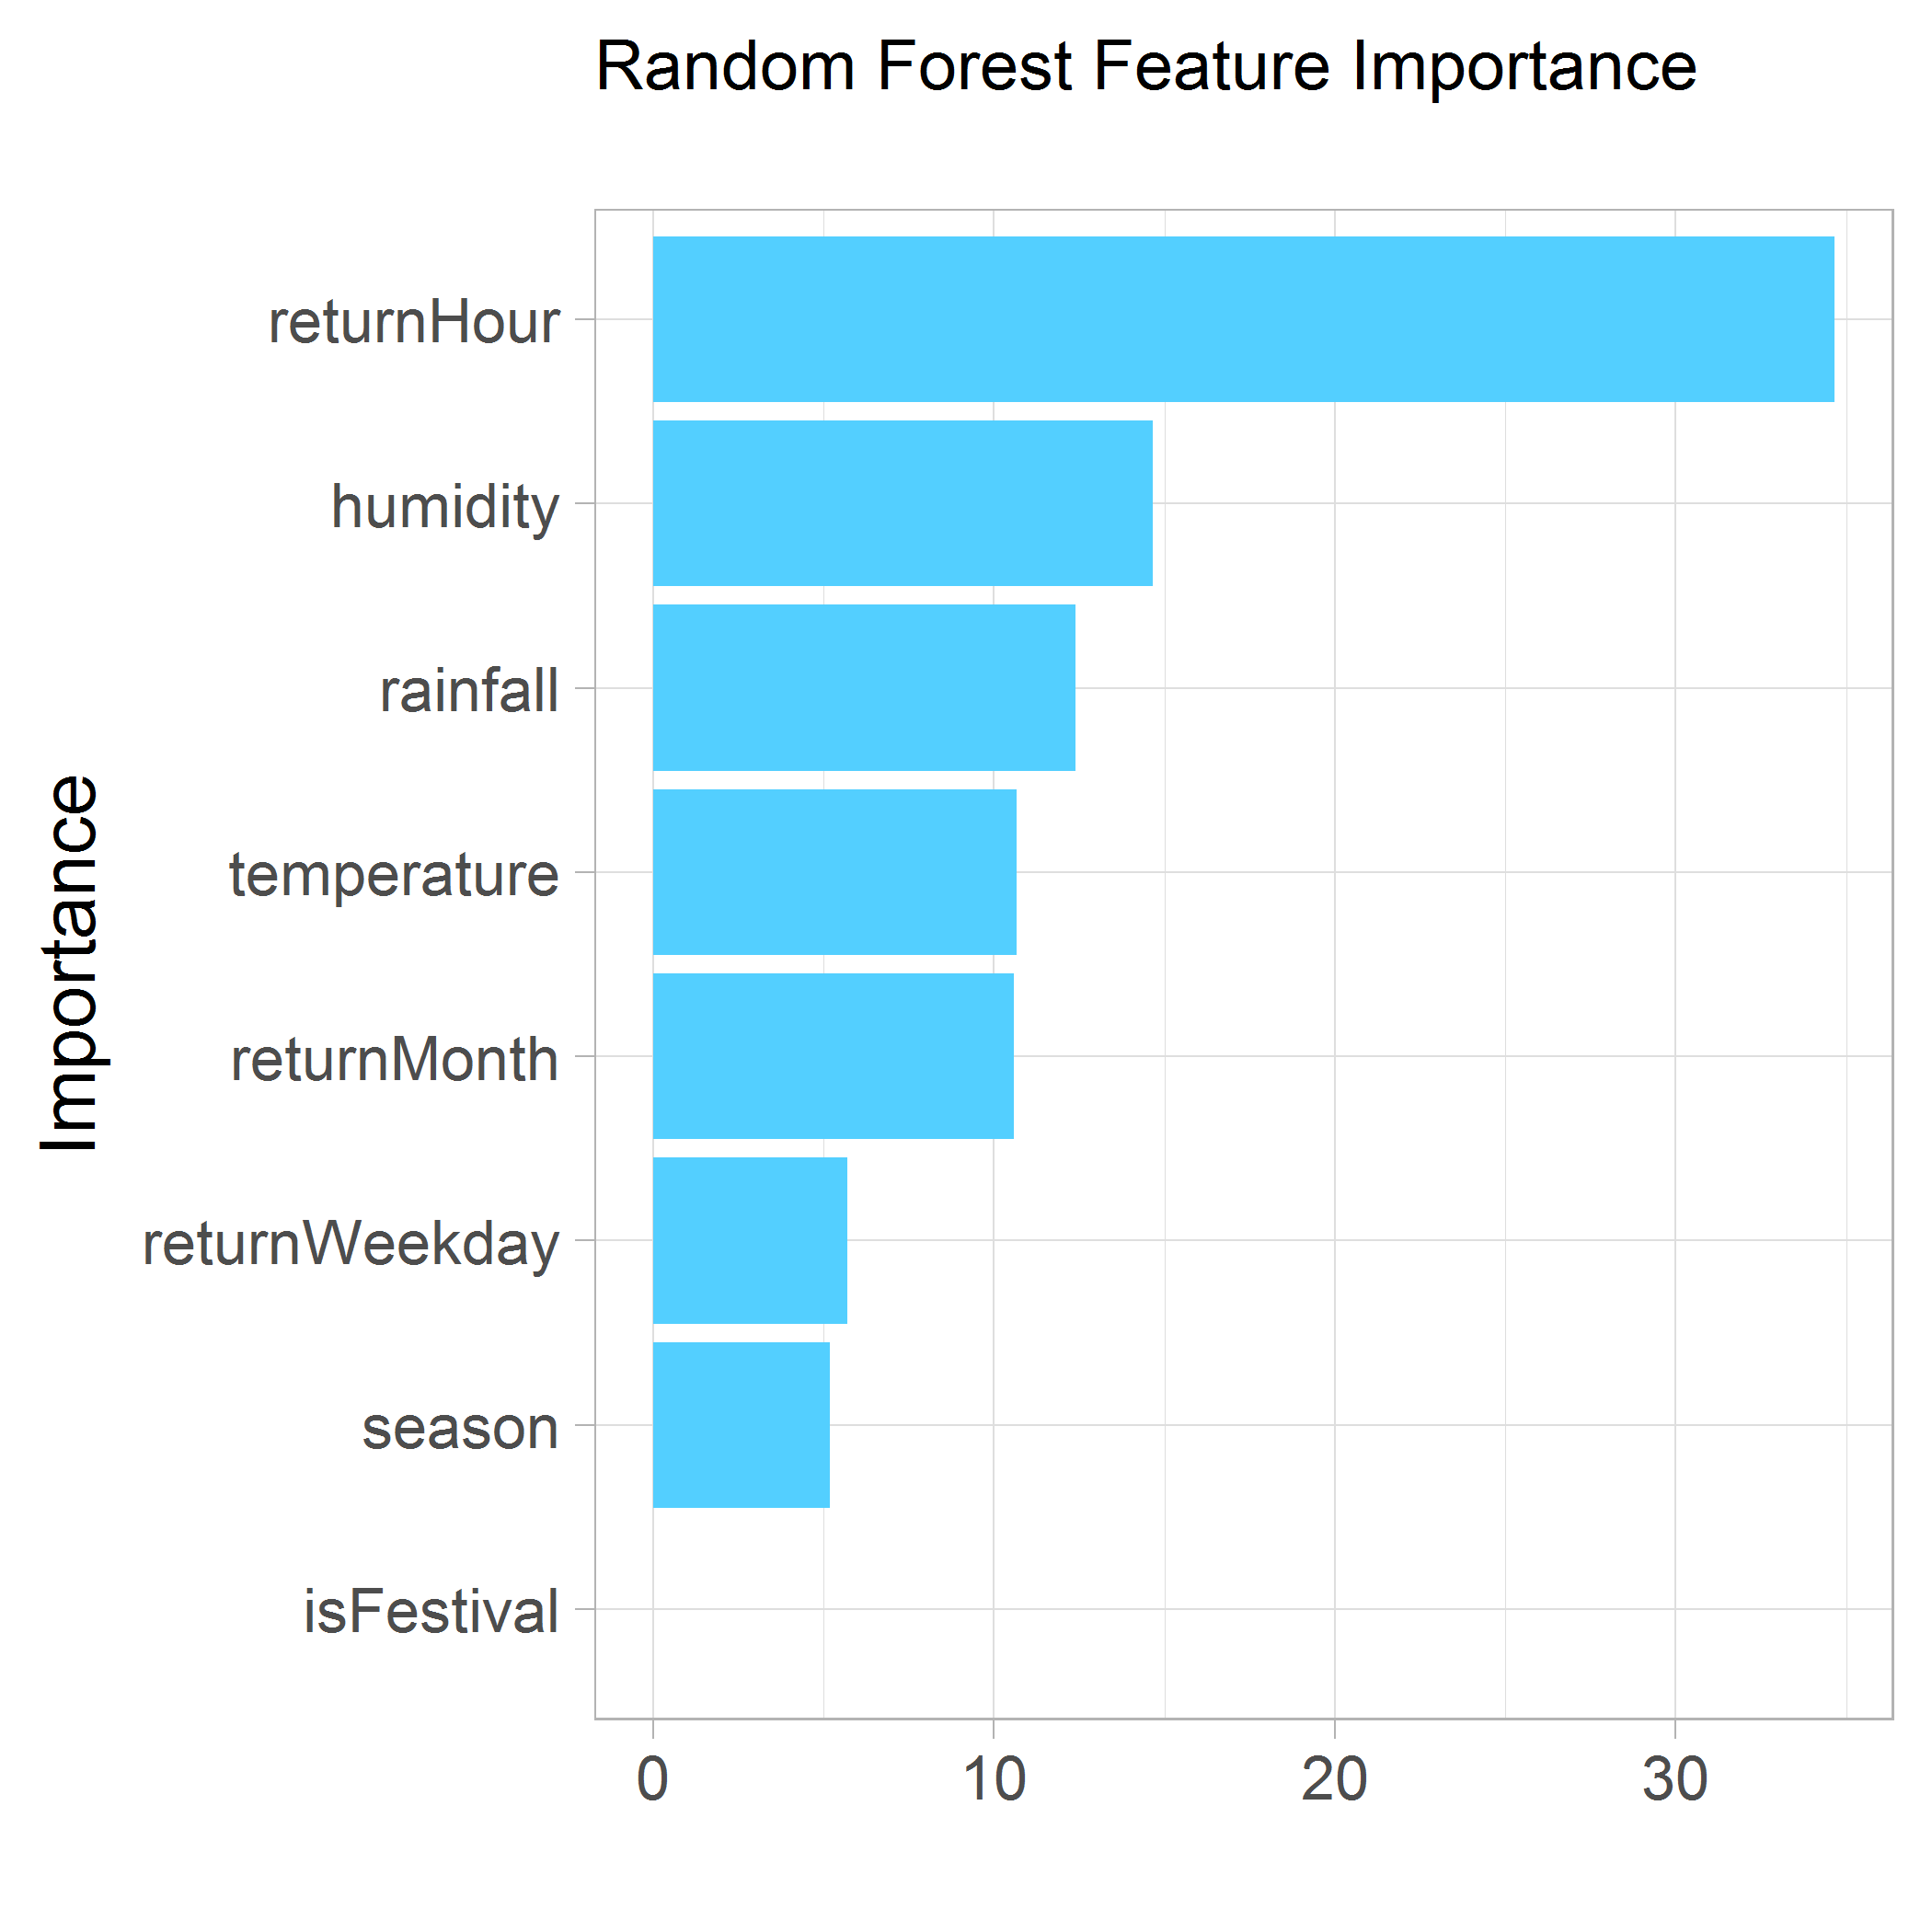 Random Forest Feature Importance
returnHour
humidity
rainfall
temperature
returnMonth
returnWeekday
season
isFestival
Importance
0 10 20 30